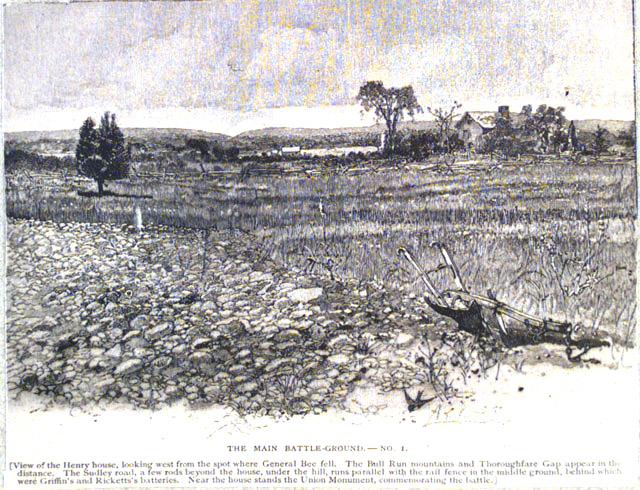 THE MAIN BATTLE-GROUND.— NO. 1.
[View of the Henry house, looking west from the spot where General Bee fell. The Bull Run mountains and Thoroughfare Gap appear in the
distance. The Sudley road, a few rods beyond the house, under the hill, runs parallel with the rail fence in the middle ground, behind which
were Griffin's and Ricketts's batteries. Near the house stands the Union Monument, commemorating the battle.]